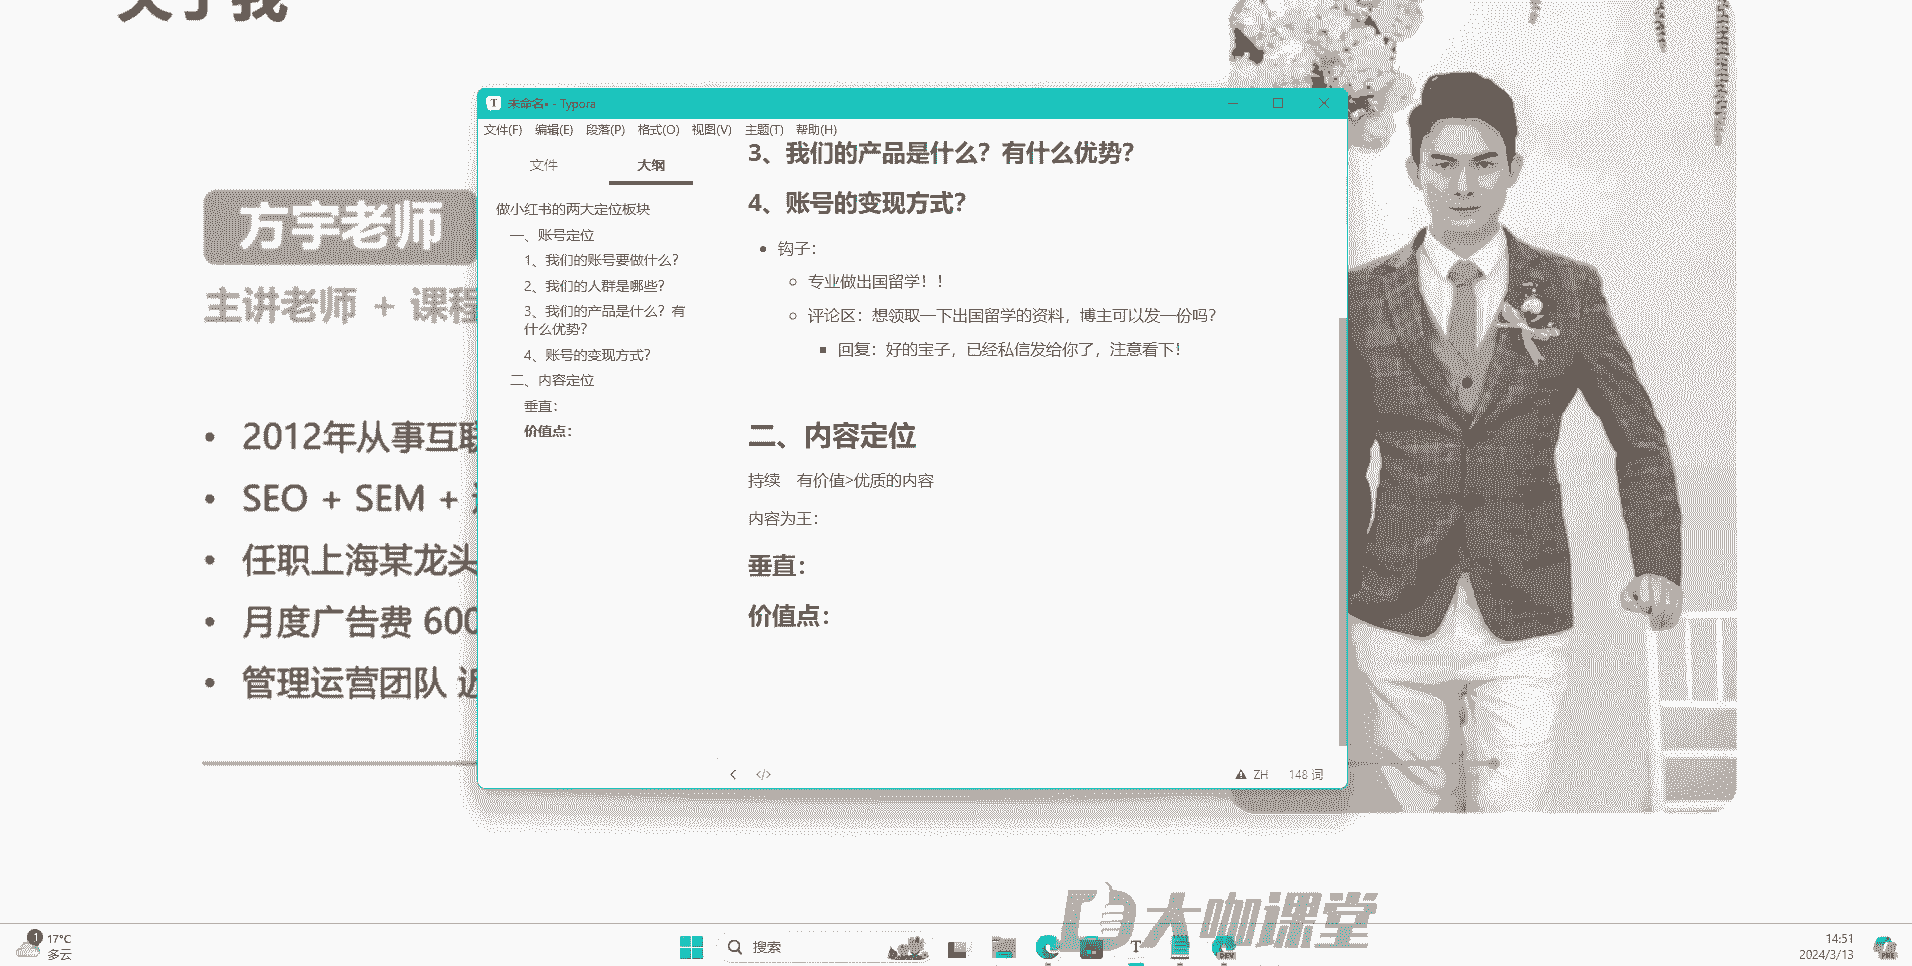 关于我
方宇老师
主讲老师 + 课程
• 2012年从事互联
• SEO + SEM +
• 任职上海某龙头
• 月度广告费 600
• 管理运营团队 近
未命名• - Typora
文件(F) 编辑(E) 段落(P) 格式(O) 视图(V) 主题(T) 帮助(H)
文件 大纲
做小红书的两大定位板块
一、账号定位
1、我们的账号要做什么？
2、我们的人群是哪些？
3、我们的产品是什么？有
什么优势？
4、账号的变现方式？
二、内容定位
垂直：
价值点：
3、我们的产品是什么？有什么优势？
4、账号的变现方式？
钩子：
专业做出国留学！！
评论区：想领取一下出国留学的资料，博主可以发一份吗？
回复：好的宝子，已经私信发给你了，注意看下！
二、内容定位
持续 有价值>优质的内容
内容为王：
垂直：
价值点：
ZH 148 词
大咖课堂
1 17°C
多云
搜索
T
DEV
14:51
2024/3/13
PRE